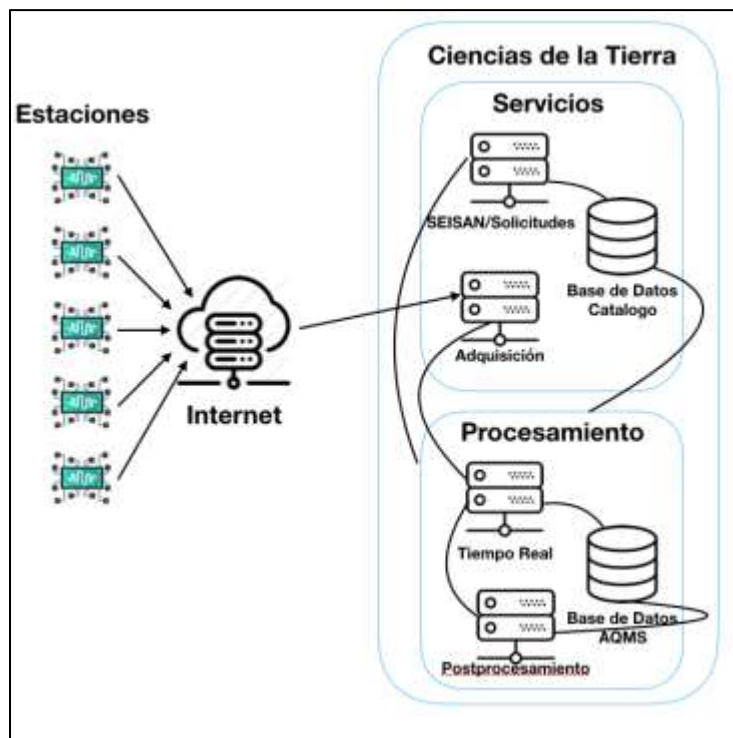 Ciencias de la Tierra
Servicios
Estaciones
SEISAN/Solicitudes
Base de Datos
Catalogo
Adquisición
Internet
Procesamiento
Tiempo Real
Base de Datos
AQMS
Postprocesamiento